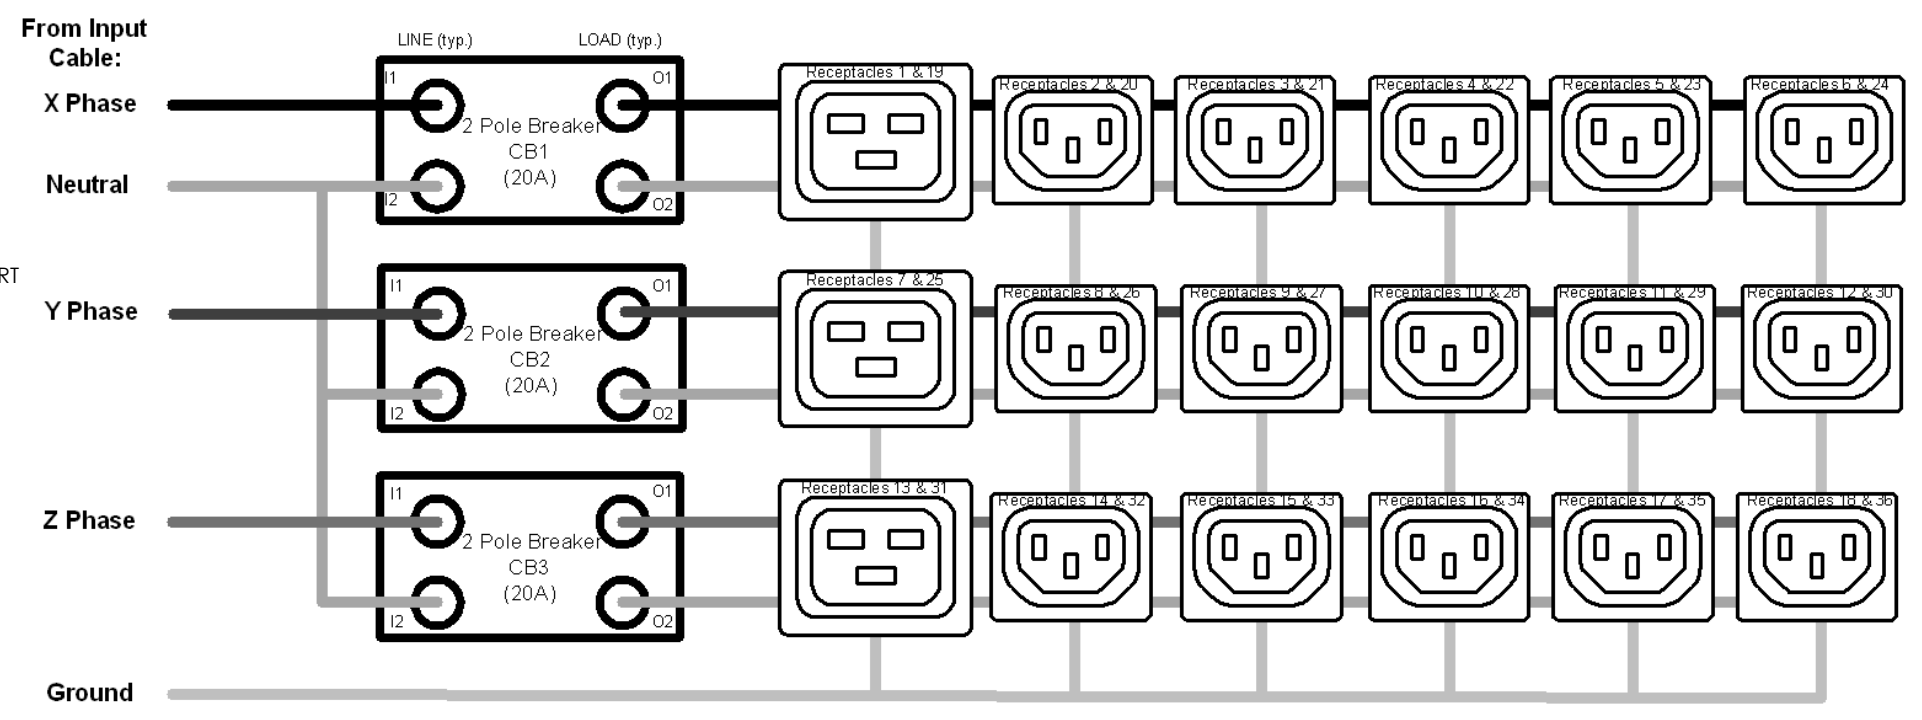 From Input
Cable:
LINE (typ.)
LOAD (typ.)
X Phase
I1
O1
2 Pole Breaker
CB1
(20A)
I2
O2
Receptacles 1 & 19
Receptacles 2 & 20
Receptacles 3 & 21
Receptacles 4 & 22
Receptacles 5 & 23
Receptacles 6 & 24
Neutral
RT
Y Phase
I1
O1
2 Pole Breaker
CB2
(20A)
I2
O2
Receptacles 7 & 25
Receptacles 8 & 26
Receptacles 9 & 27
Receptacles 10 & 28
Receptacles 11 & 29
Receptacles 12 & 30
Z Phase
I1
O1
2 Pole Breaker
CB3
(20A)
I2
O2
Receptacles 13 & 31
Receptacles 14 & 32
Receptacles 15 & 33
Receptacles 16 & 34
Receptacles 17 & 35
Receptacles 18 & 36
Ground